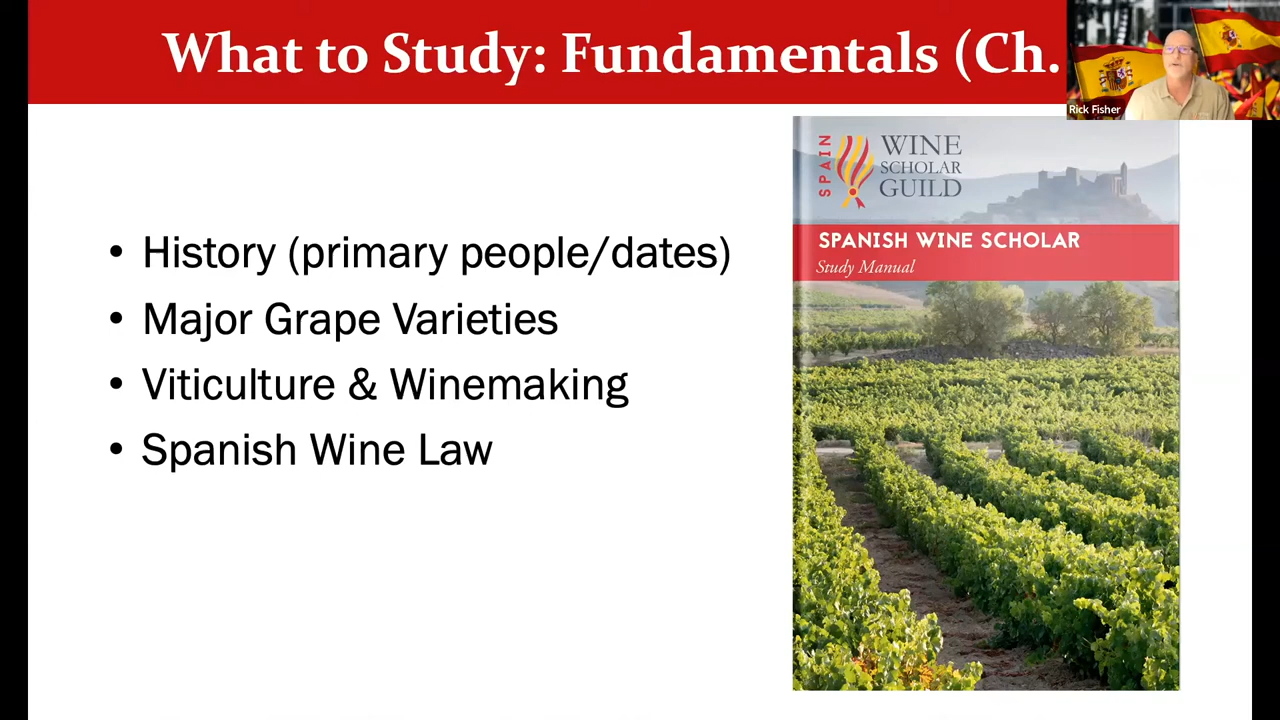 What to Study: Fundamentals (Ch.
Rick Fisher
• History (primary people/dates)
• Major Grape Varieties
• Viticulture & Winemaking
• Spanish Wine Law
SPAIN
WINE
SCHOLAR
GUILD
SPANISH WINE SCHOLAR
Study Manual